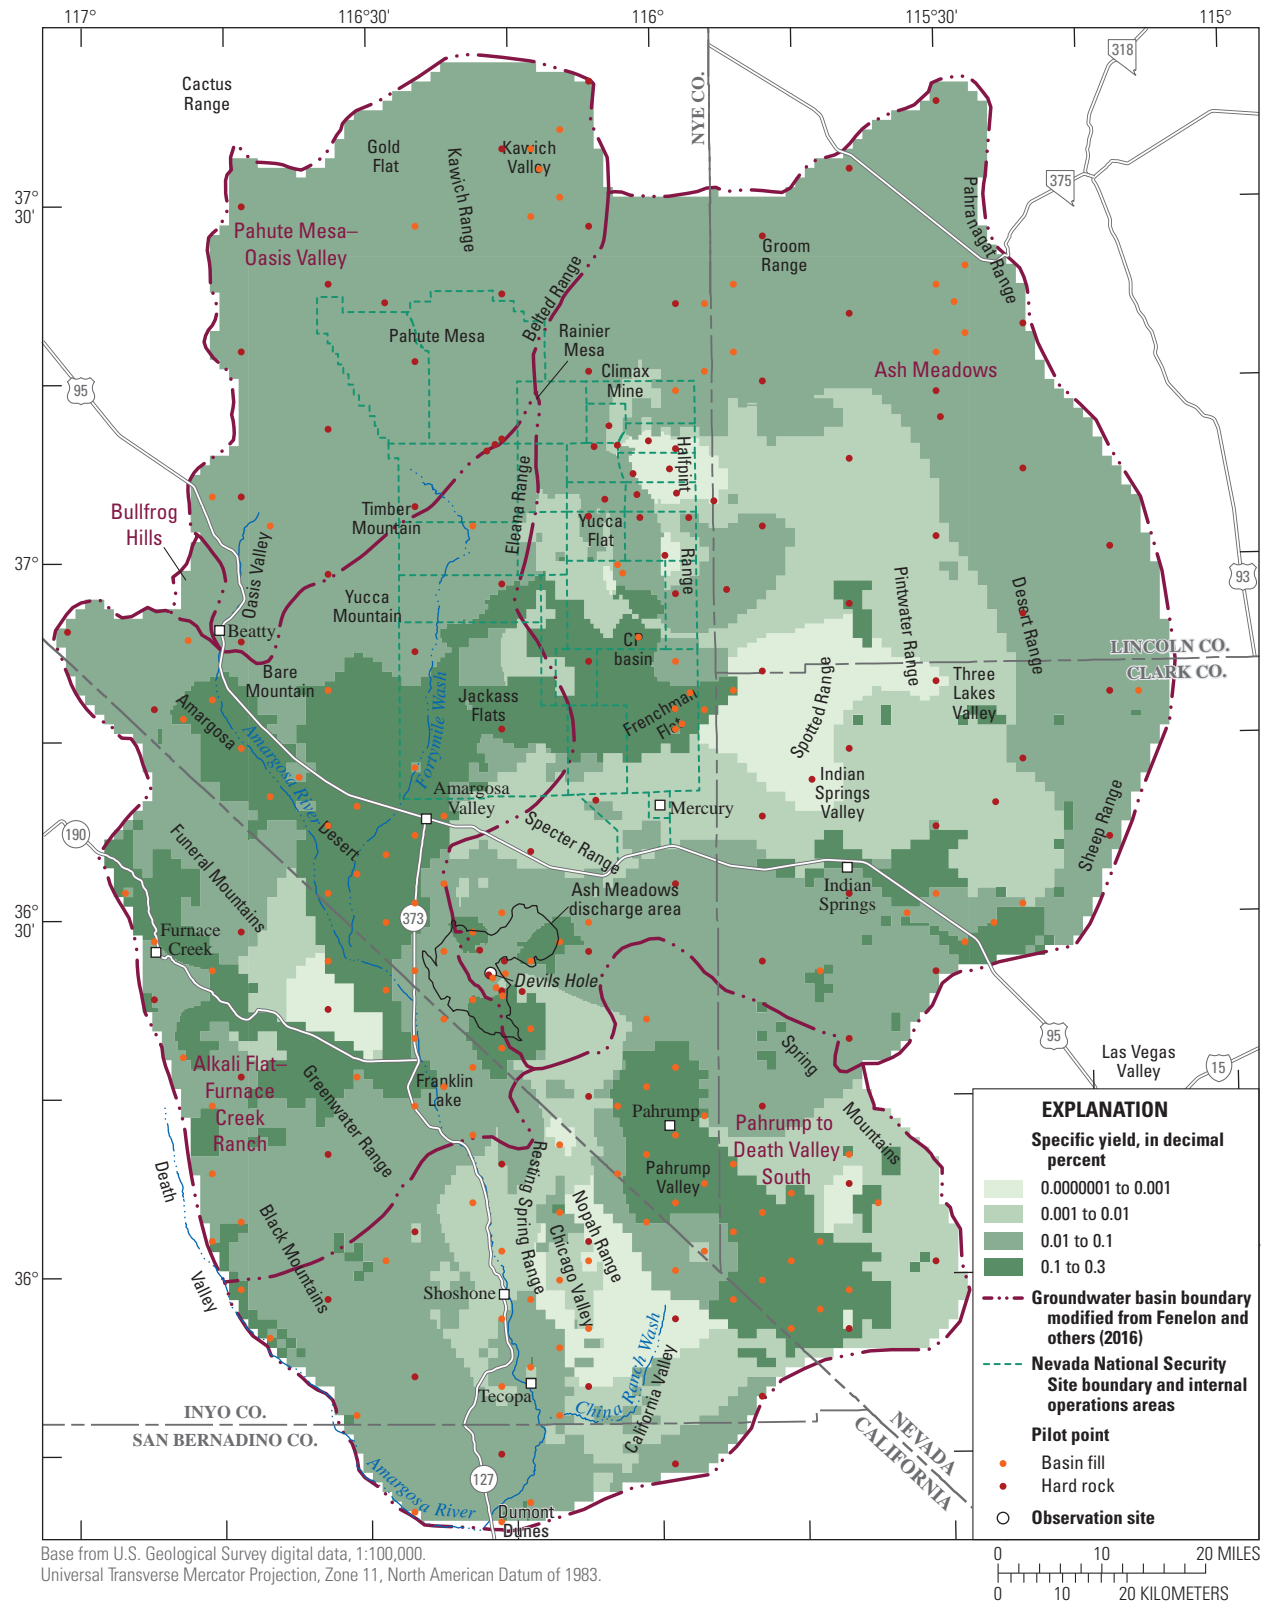 117°
116°30'
116°
115°30'
115°
318
Cactus
Range
NYE CO.
Gold
Flat
Kawich
Valley
Kawich Range
375
37°
30'
Pahranagat Range
Pahute Mesa–
Oasis Valley
Groom
Range
Belted Range
Pahute Mesa
Rainier
Mesa
Climax
Mine
Ash Meadows
95
Halfpint
Range
Eleana Range
Timber
Mountain
Yucca
Flat
Bullfrog
Hills
37°
Oasis Valley
93
Pintwater Range
Desert Range
Yucca
Mountain
Beatty
CP
basin
LINCOLN CO.
CLARK CO.
Bare
Mountain
Spotted Range
Three
Lakes
Valley
Jackass
Flats
Fortymile Wash
Frenchman
Flat
Amargosa
Desert
Amargosa River
Indian
Springs
Valley
Amargosa
Valley
Mercury
Sheep Range
190
Specter Range
Funeral Mountains
Indian
Springs
Ash Meadows
discharge area
36°
30'
373
Furnace
Creek
Devils Hole
95
Spring
Mountains
Las Vegas
Valley
15
Alkali Flat–
Furnace
Creek
Ranch
Franklin
Lake
Greenwater Range
Pahrump
Pahrump to
Death Valley
South
Pahrump
Valley
Death
Valley
Resting Spring Range
Nopah Range
Chicago Valley
Black Mountains
36°
Shoshone
China Ranch Wash
California Valley
Tecopa
INYO CO.
SAN BERNADINO CO.
NEVADA
CALIFORNIA
127
Amargosa River
Dumont
Dunes
EXPLANATION
Specific yield, in decimal
percent
0.0000001 to 0.001
0.001 to 0.01
0.01 to 0.1
0.1 to 0.3
Groundwater basin boundary
modified from Fenelon and
others (2016)
Nevada National Security
Site boundary and internal
operations areas
Pilot point
Basin fill
Hard rock
Observation site
Base from U.S. Geological Survey digital data, 1:100,000.
Universal Transverse Mercator Projection, Zone 11, North American Datum of 1983.
0 10 20 MILES
0 10 20 KILOMETERS